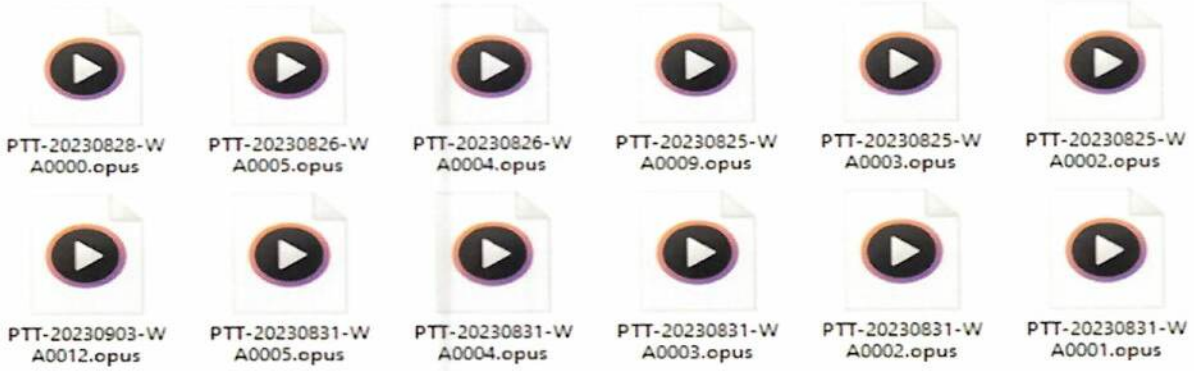 PTT-20230828-W
A0000.opus
PTT-20230826-W
A0005.opus
PTT-20230826-W
A0004.opus
PTT-20230825-W
A0009.opus
PTT-20230825-W
A0003.opus
PTT-20230825-W
A0002.opus
PTT-20230903-W
A0012.opus
PTT-20230831-W
A0005.opus
PTT-20230831-W
A0004.opus
PTT-20230831-W
A0003.opus
PTT-20230831-W
A0002.opus
PTT-20230831-W
A0001.opus